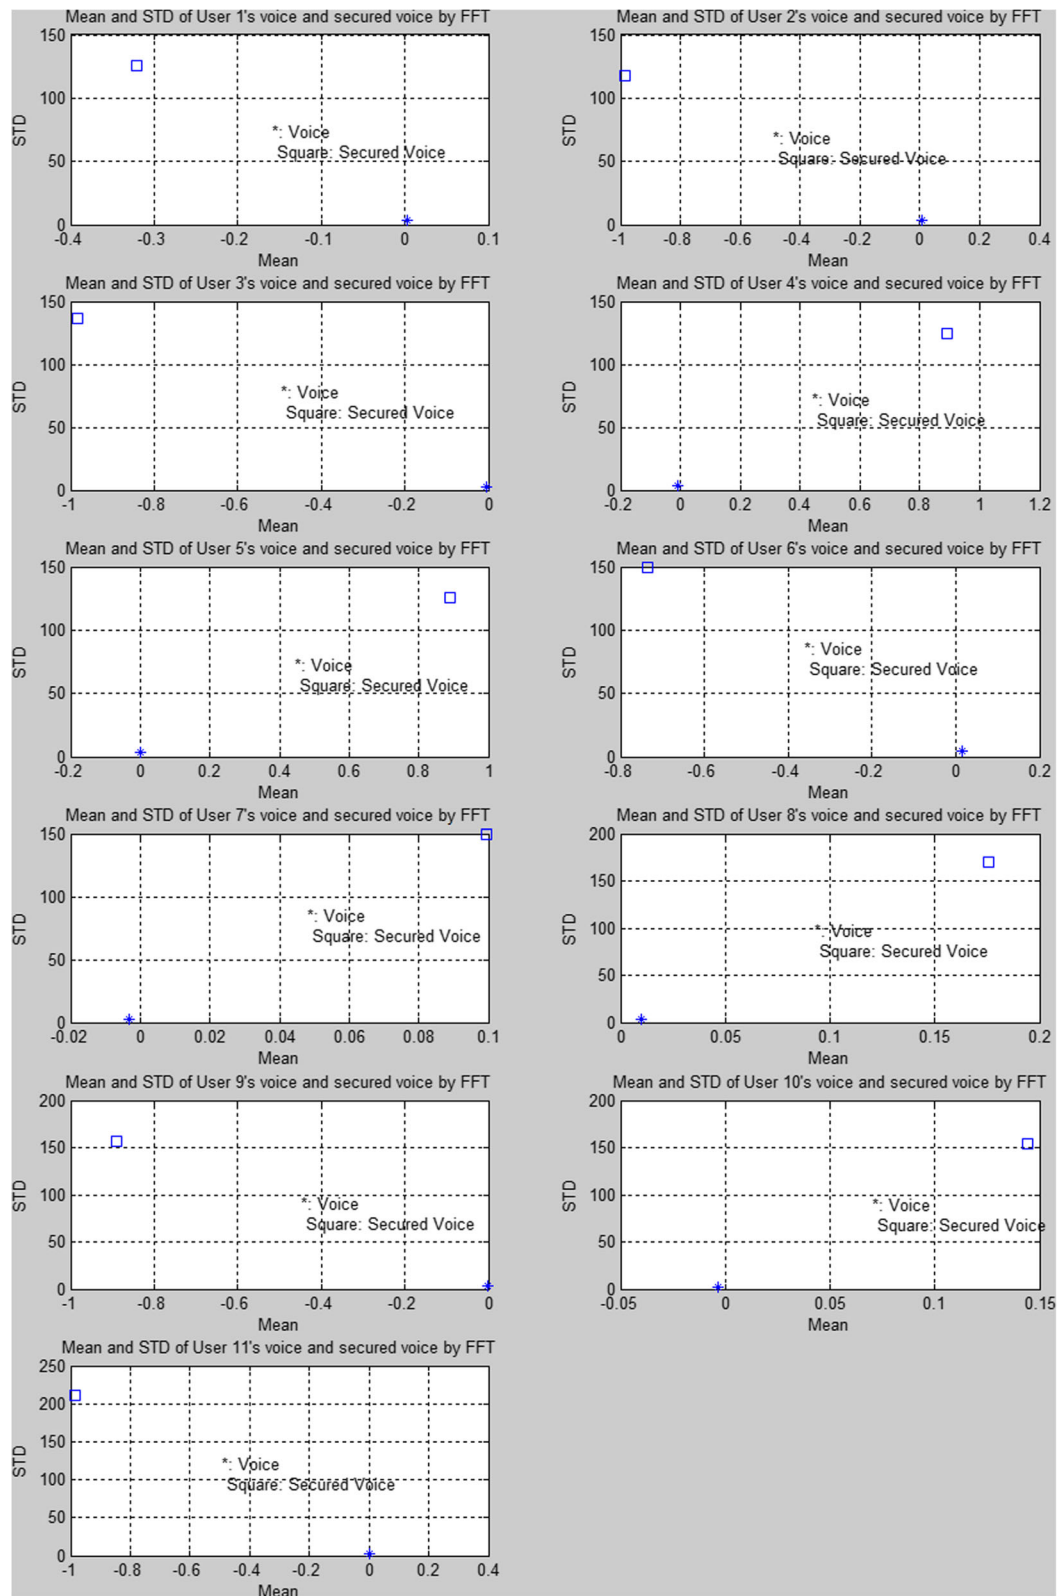 Mean and STD of User 1's voice and secured voice by FFT
150
100
50
0
STD
*: Voice
Square: Secured Voice
-0.4 -0.3 -0.2 -0.1 0 0.1
Mean
Mean and STD of User 2's voice and secured voice by FFT
150
100
50
0
STD
*: Voice
Square: Secured Voice
-1 -0.8 -0.6 -0.4 -0.2 0 0.2 0.4
Mean
Mean and STD of User 3's voice and secured voice by FFT
150
100
50
0
STD
*: Voice
Square: Secured Voice
-1 -0.8 -0.6 -0.4 -0.2 0
Mean
Mean and STD of User 4's voice and secured voice by FFT
150
100
50
0
STD
*: Voice
Square: Secured Voice
-0.2 0 0.2 0.4 0.6 0.8 1 1.2
Mean
Mean and STD of User 5's voice and secured voice by FFT
150
100
50
0
STD
*: Voice
Square: Secured Voice
-0.2 0 0.2 0.4 0.6 0.8 1
Mean
Mean and STD of User 6's voice and secured voice by FFT
150
100
50
0
STD
*: Voice
Square: Secured Voice
-0.8 -0.6 -0.4 -0.2 0 0.2
Mean
Mean and STD of User 7's voice and secured voice by FFT
150
100
50
0
STD
*: Voice
Square: Secured Voice
-0.02 0 0.02 0.04 0.06 0.08 0.1
Mean
Mean and STD of User 8's voice and secured voice by FFT
200
150
100
50
0
STD
*: Voice
Square: Secured Voice
0 0.05 0.1 0.15 0.2
Mean
Mean and STD of User 9's voice and secured voice by FFT
200
150
100
50
0
STD
*: Voice
Square: Secured Voice
-1 -0.8 -0.6 -0.4 -0.2 0
Mean
Mean and STD of User 10's voice and secured voice by FFT
200
150
100
50
0
STD
*: Voice
Square: Secured Voice
-0.05 0 0.05 0.1 0.15
Mean
Mean and STD of User 11's voice and secured voice by FFT
250
200
150
100
50
0
STD
*: Voice
Square: Secured Voice
-1 -0.8 -0.6 -0.4 -0.2 0 0.2 0.4
Mean